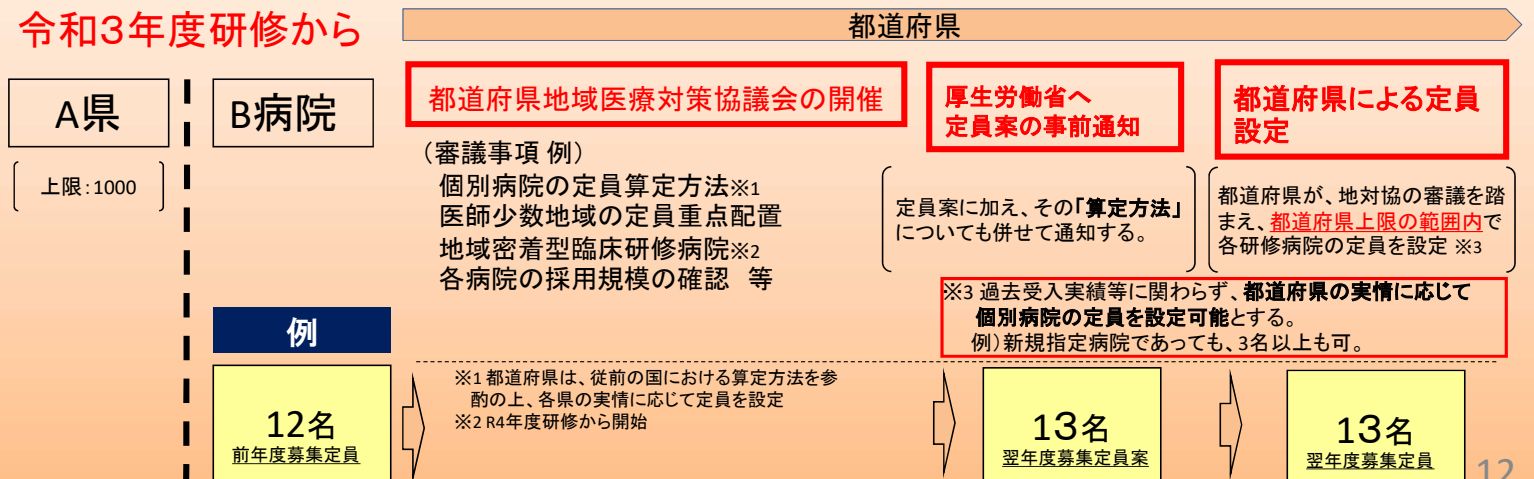 令和3年度研修から
都道府県
A県
上限:1000
B病院
都道府県地域医療対策協議会の開催
(審議事項 例)
個別病院の定員算定方法※1
医師少数地域の定員重点配置
地域密着型臨床研修病院※2
各病院の採用規模の確認 等
厚生労働省へ
定員案の事前通知
定員案に加え、その「算定方法」
についても併せて通知する。
都道府県による定員
設定
都道府県が、地対協の審議を踏
まえ、都道府県上限の範囲内で
各研修病院の定員を設定 ※3
※3 過去受入実績等に関わらず、都道府県の実情に応じて
個別病院の定員を設定可能とする。
例)新規指定病院であっても、3名以上も可。
例
12名
前年度募集定員
※1 都道府県は、従前の国における算定方法を参
酌の上、各県の実情に応じて定員を設定
※2 R4年度研修から開始
13名
翌年度募集定員案
13名
翌年度募集定員
12